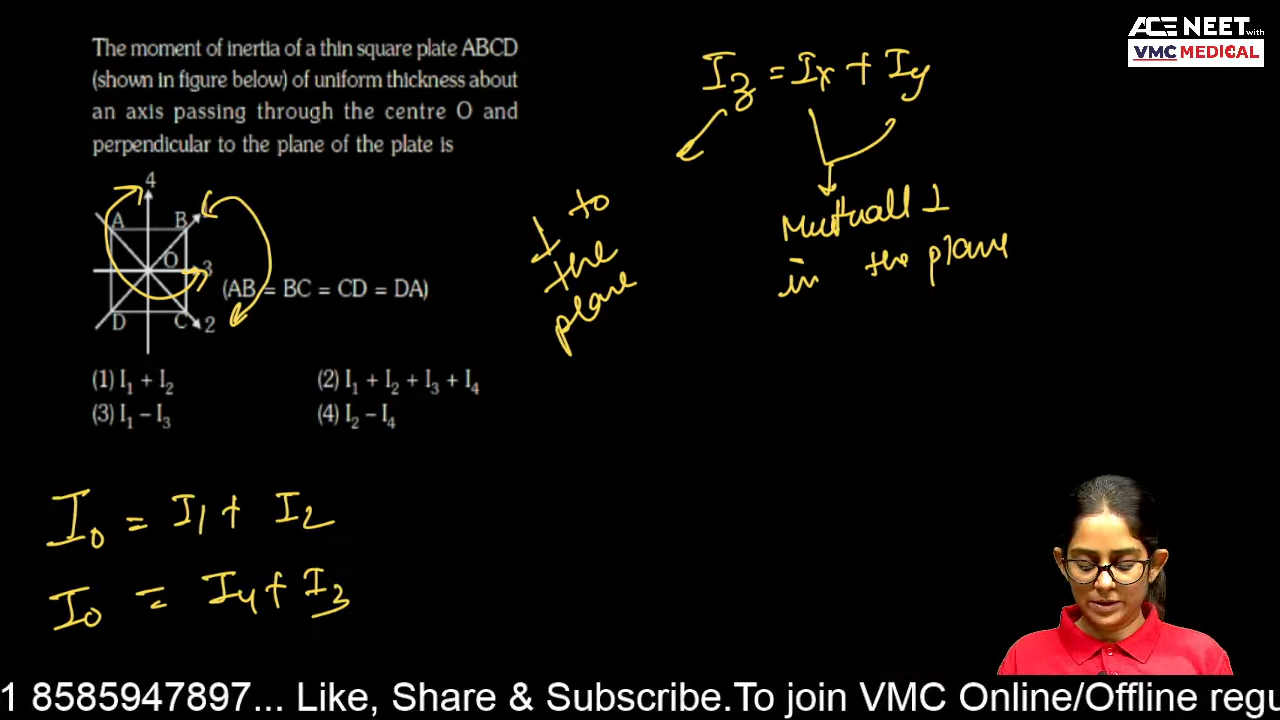 ACE NEET with
VMC MEDICAL
The moment of inertia of a thin square plate ABCD
(shown in figure below) of uniform thickness about
an axis passing through the centre O and
perpendicular to the plane of the plate is
4
A
B
O
3
D
C
2
(AB = BC = CD = DA)
(1) I₁ + I₂
(2) I₁ + I₂ + I₃ + I₄
(3) I₁ – I₃
(4) I₂ – I₄
I₀ = I₁ + I₂
I₀ = I₄ + I₃
I_z = I_x + I_y
⊥ to
the
plane
Mutuall ⊥
in the plane
1 8585947897... Like, Share & Subscribe.To join VMC Online/Offline regu